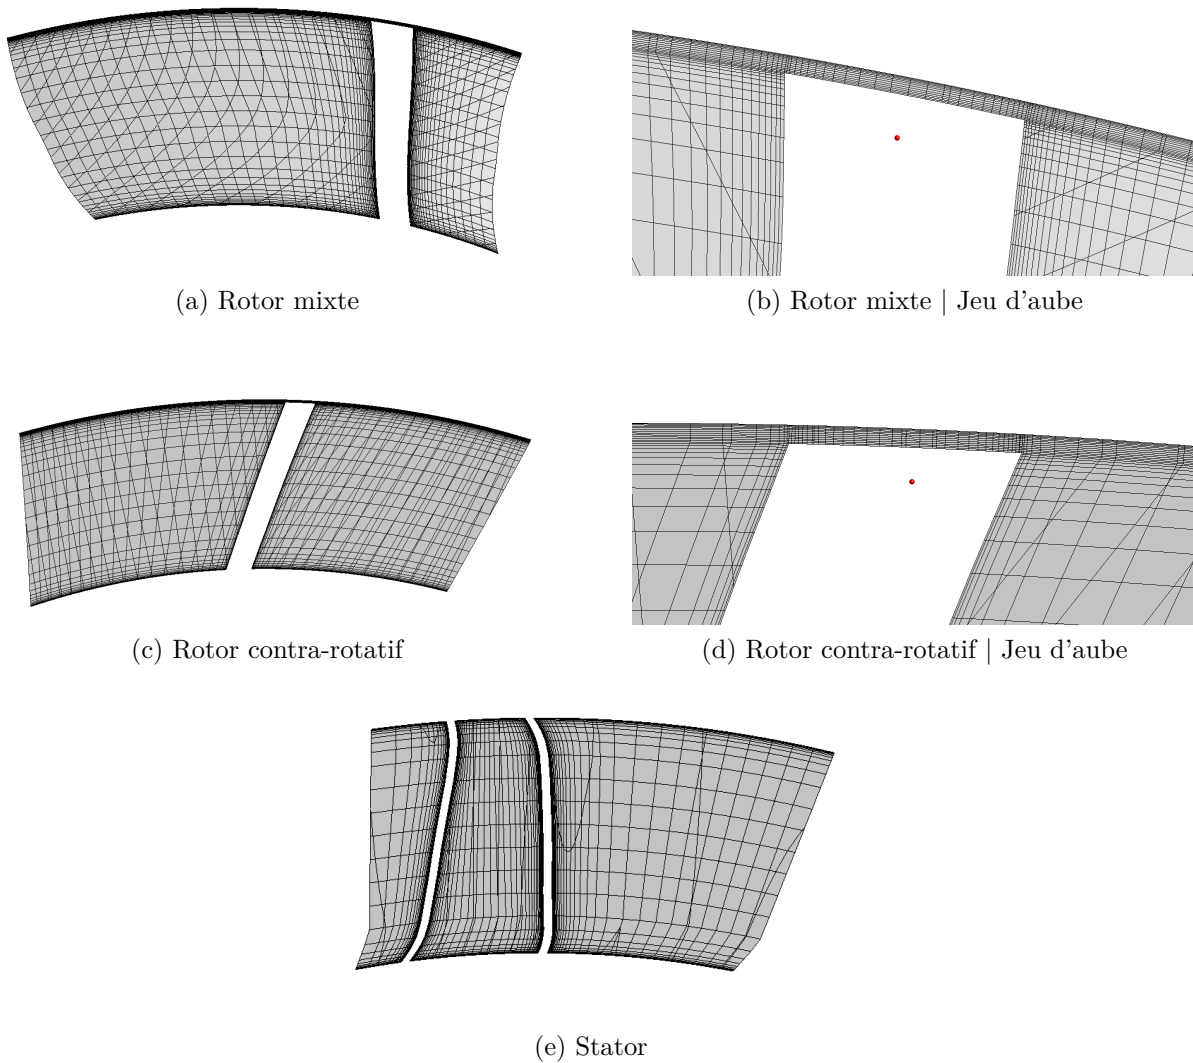 (a) Rotor mixte
(b) Rotor mixte | Jeu d'aube
(c) Rotor contra-rotatif
(d) Rotor contra-rotatif | Jeu d'aube
(e) Stator